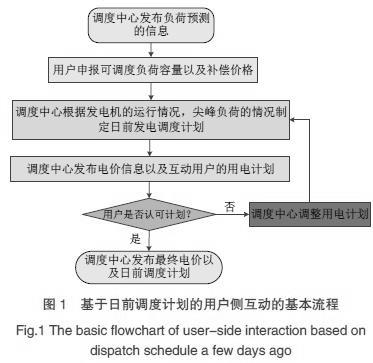 调度中心发布负荷预测
的信息
用户申报可调度负荷容量以及补偿价格
调度中心根据发电机的运行情况，尖峰负荷的情况制
定日前发电调度计划
调度中心发布电价信息以及互动用户的用电计划
用户是否认可计划？
否
调度中心调整用电计划
是
调度中心发布最终电价以
及日前调度计划
图 1 基于日前调度计划的用户侧互动的基本流程
Fig.1 The basic flowchart of user-side interaction based on
dispatch schedule a few days ago